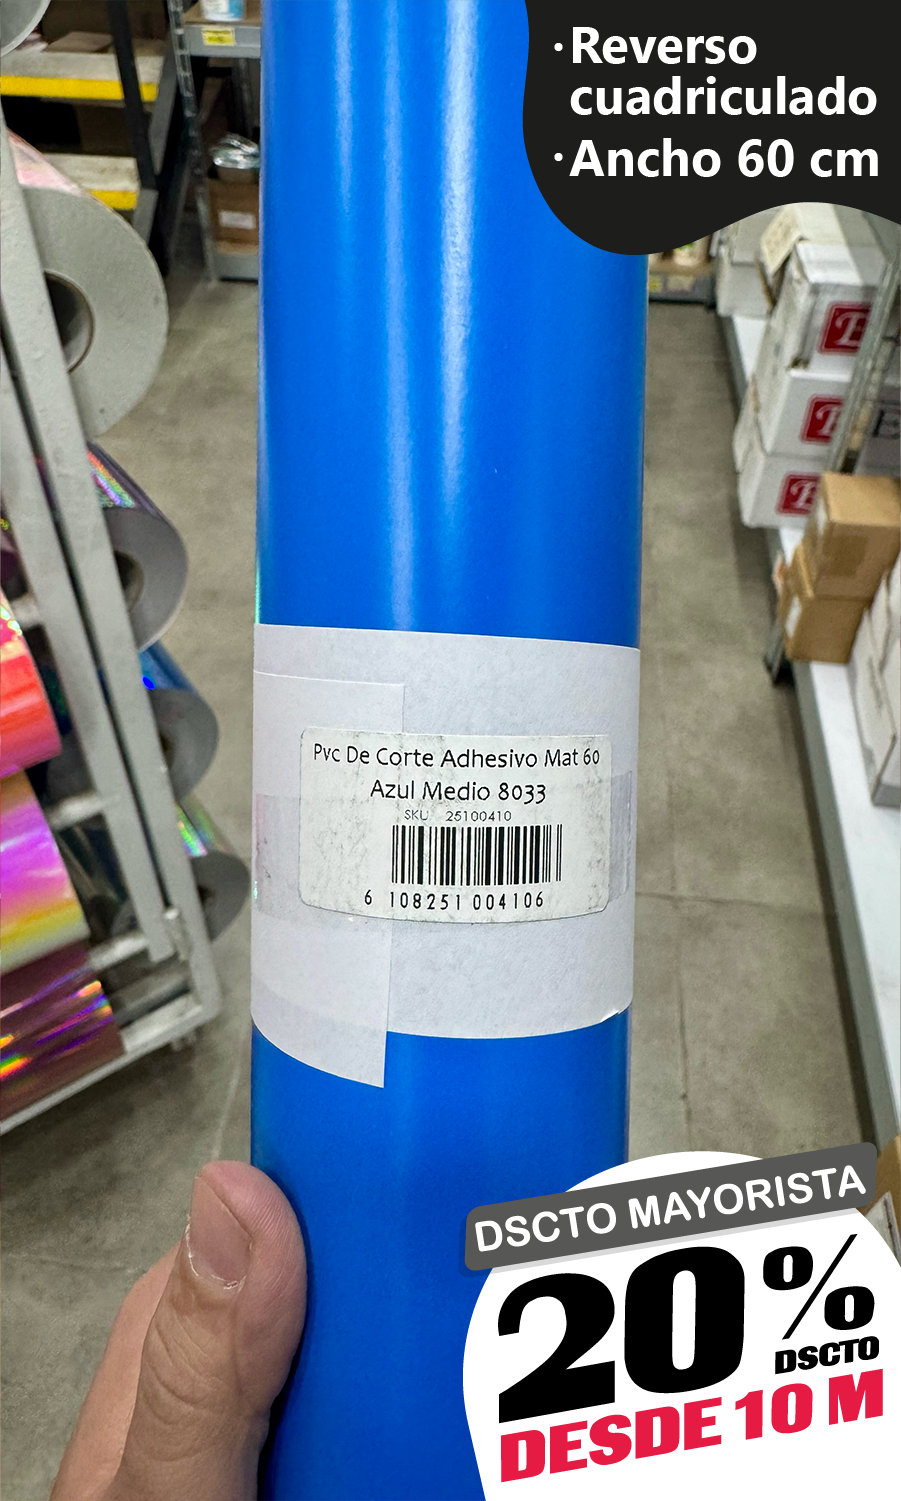 · Reverso
cuadriculado
· Ancho 60 cm
Pvc De Corte Adhesivo Mat 60
Azul Medio 8033
SKU 25100410
6 108251 004106
DSCTO MAYORISTA
20%
DSCTO
DESDE 10 M